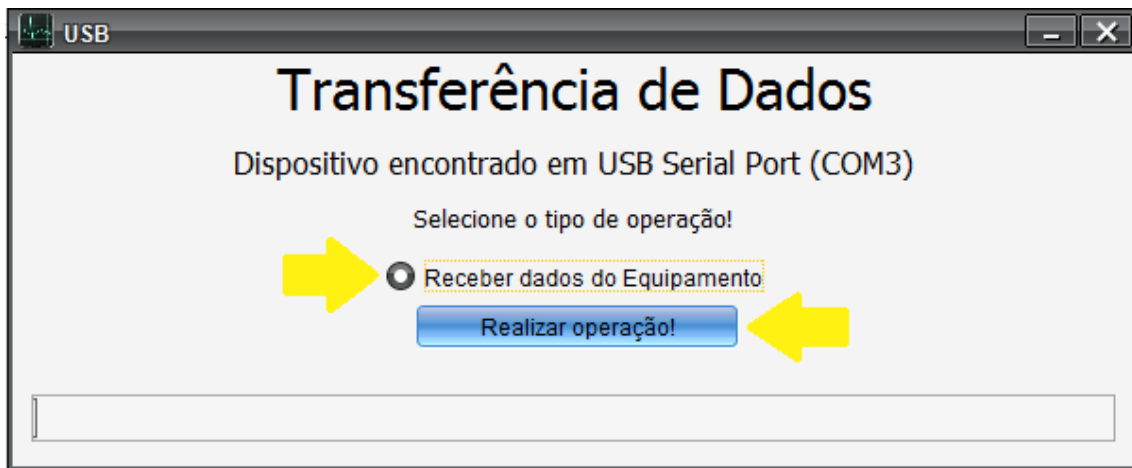 USB
Transferência de Dados
Dispositivo encontrado em USB Serial Port (COM3)
Selecione o tipo de operação!
Receber dados do Equipamento
Realizar operação!